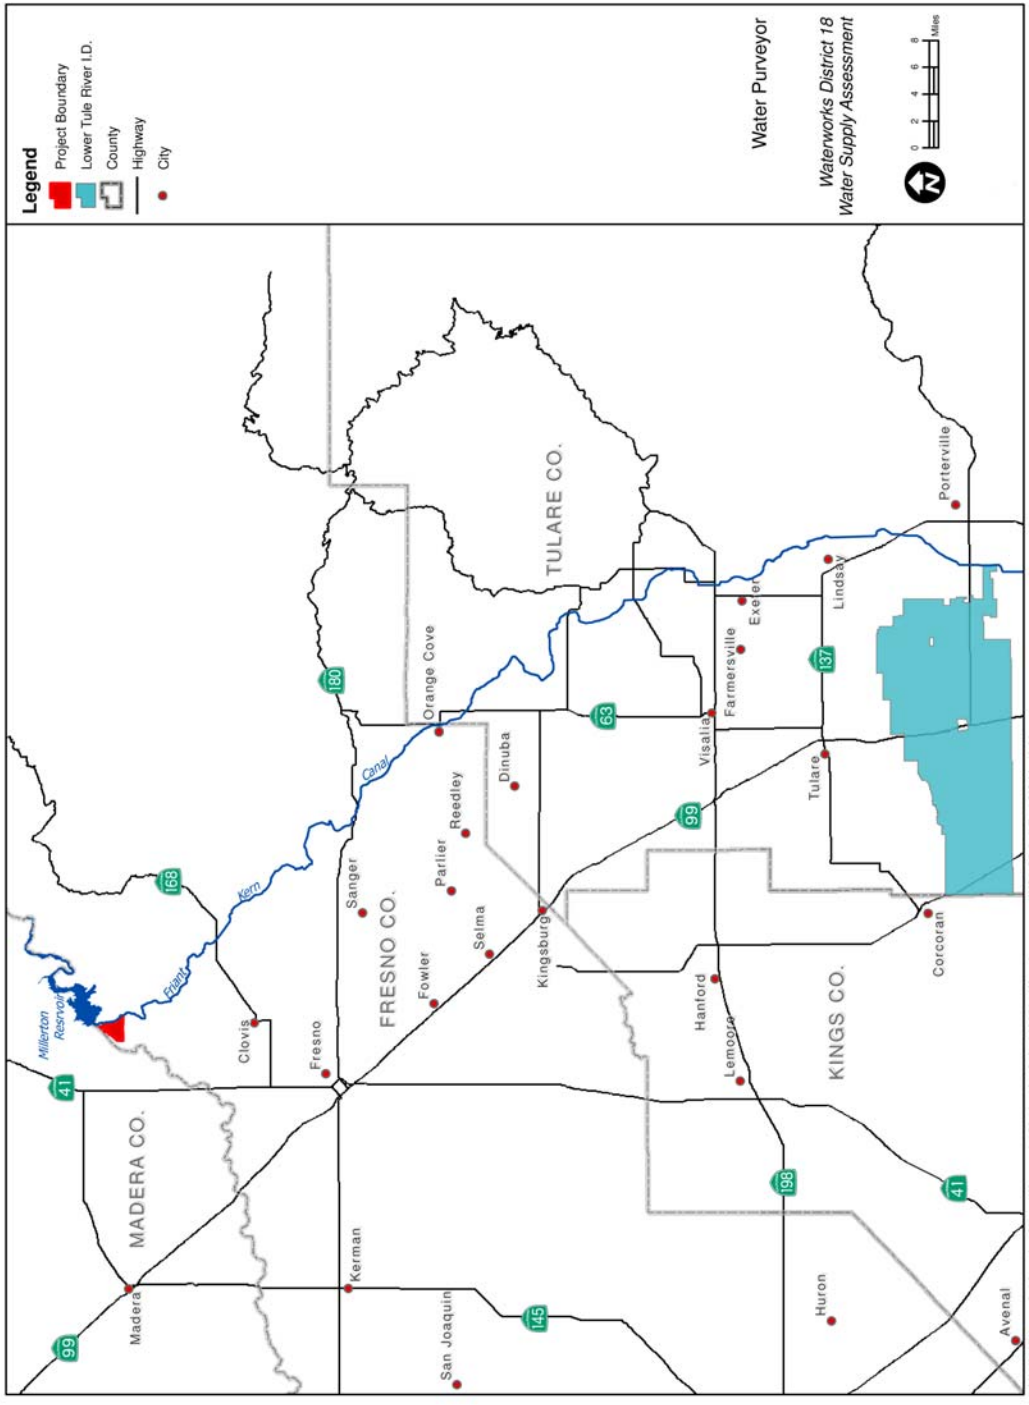 Legend
Project Boundary
Lower Tule River I.D.
County
Highway
City
Water Purveyor
Waterworks District 18
Water Supply Assessment
N
0 2 4 6 8
Miles
Millerton
Resrvoir
41
168
99
MADERA CO.
Madera
Friant
Kern
Canal
Clovis
Fresno
180
Sanger
FRESNO CO.
Kerman
Fowler
Parlier
Reedley
Orange Cove
San Joaquin
Selma
Dinuba
145
Kingsburg
TULARE CO.
63
99
Hanford
Visalia
Farmersville
Exeter
Lemoore
198
KINGS CO.
Tulare
137
Lindsay
Huron
41
Corcoran
Porterville
Avenal